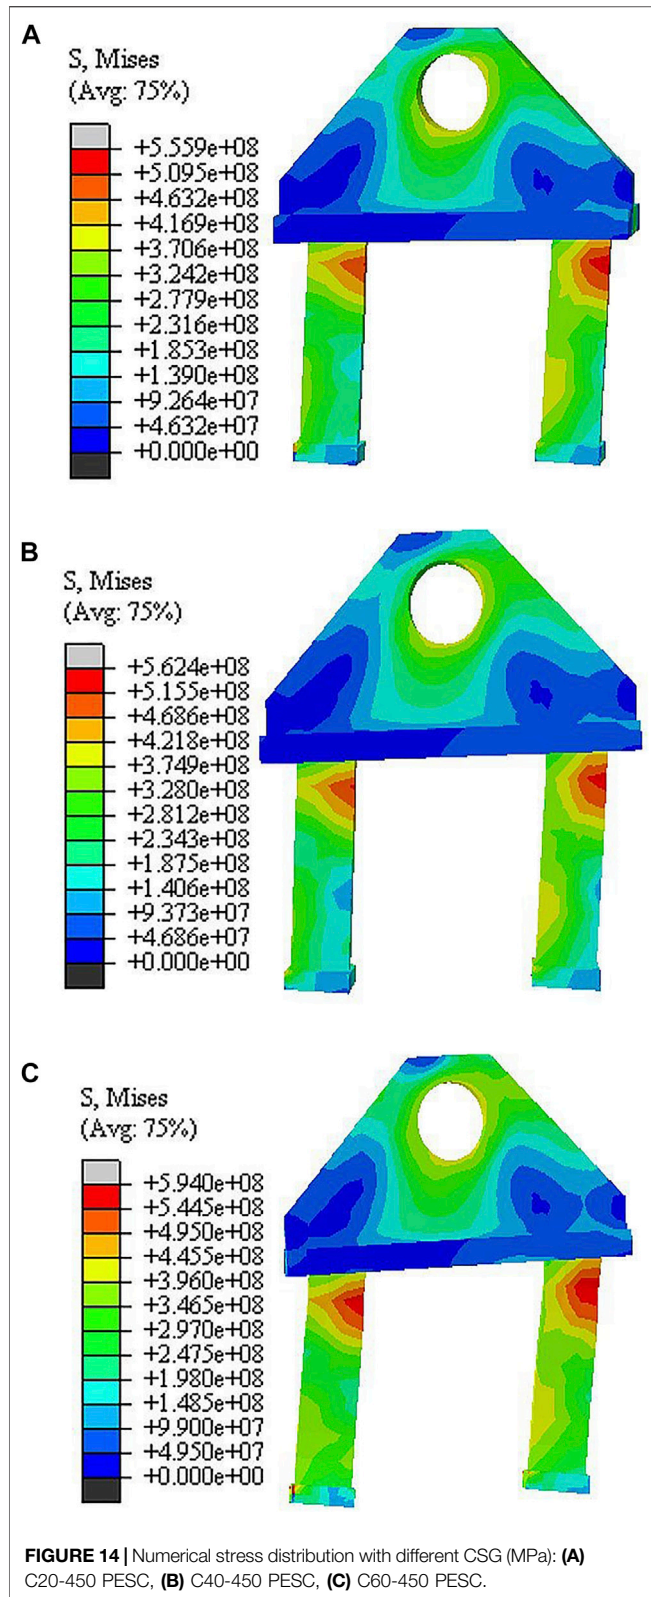 A
S, Mises
(Avg: 75%)
+5.559e+08
+5.095e+08
+4.632e+08
+4.169e+08
+3.706e+08
+3.242e+08
+2.779e+08
+2.316e+08
+1.853e+08
+1.390e+08
+9.264e+07
+4.632e+07
+0.000e+00
B
S, Mises
(Avg: 75%)
+5.624e+08
+5.155e+08
+4.686e+08
+4.218e+08
+3.749e+08
+3.280e+08
+2.812e+08
+2.343e+08
+1.875e+08
+1.406e+08
+9.373e+07
+4.686e+07
+0.000e+00
C
S, Mises
(Avg: 75%)
+5.940e+08
+5.445e+08
+4.950e+08
+4.455e+08
+3.960e+08
+3.465e+08
+2.970e+08
+2.475e+08
+1.980e+08
+1.485e+08
+9.900e+07
+4.950e+07
+0.000e+00
FIGURE 14 | Numerical stress distribution with different CSG (MPa): (A)
C20-450 PESC, (B) C40-450 PESC, (C) C60-450 PESC.